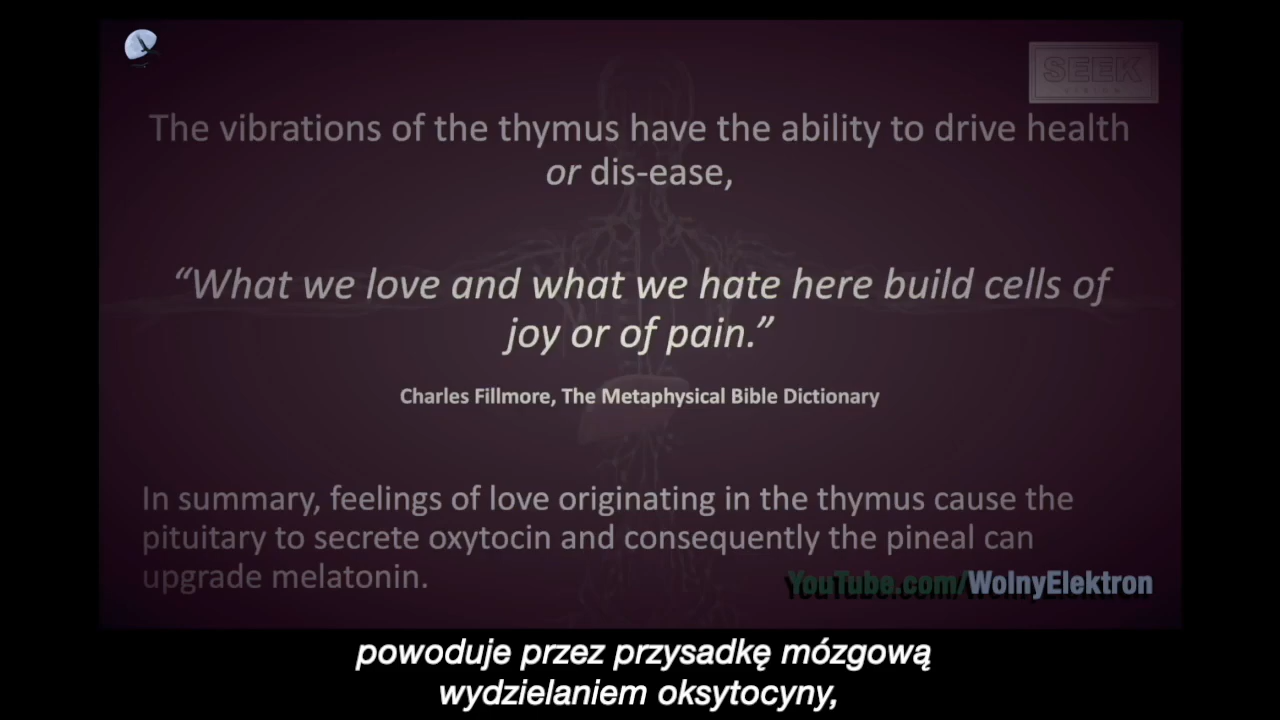 SEEK
The vibrations of the thymus have the ability to drive health
or dis-ease,
“What we love and what we hate here build cells of
joy or of pain.”
Charles Fillmore, The Metaphysical Bible Dictionary
In summary, feelings of love originating in the thymus cause the
pituitary to secrete oxytocin and consequently the pineal can
upgrade melatonin.
YouTube.com/WolnyElektron
powoduje przez przysadkę mózgową
wydzielaniem oksytocyny,